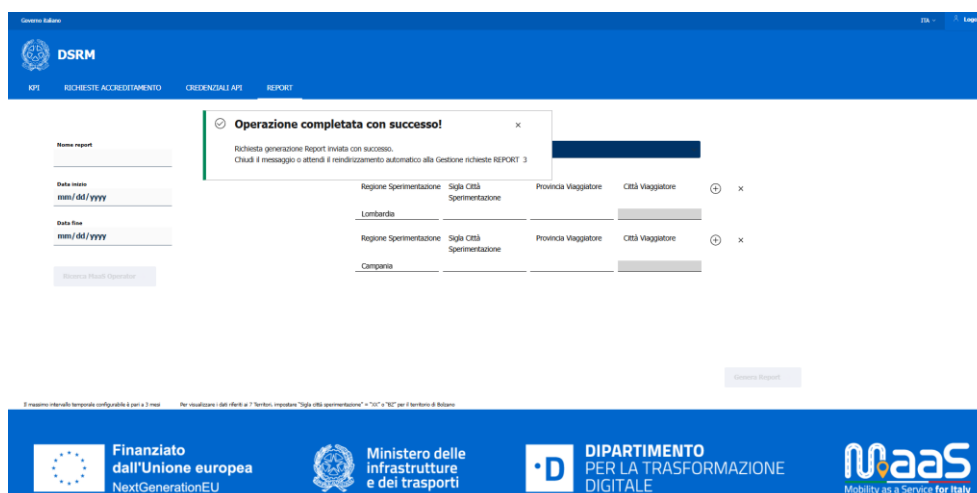 Governo Italiano
ITA
Logo
DSRM
KPI RICHIESTE ACCREDITAMENTO CREDENZIALI API REPORT
Operazione completata con successo! ×
Richiesta generazione Report inviata con successo.
Chiudi il messaggio o attendi il reindirizzamento automatico alla Gestione richieste REPORT 3
Nome report
Data inizio
mm/dd/yyyy
Data fine
mm/dd/yyyy
Ricerca MaaS Operator
Regione Sperimentazione Sigla Città Sperimentazione Provincia Viaggiatore Città Viaggiatore
Lombardia
Regione Sperimentazione Sigla Città Sperimentazione Provincia Viaggiatore Città Viaggiatore
Campania
Genera Report
Il massimo intervallo temporale configurabile è pari a 3 mesi
Per visualizzare i dati riferiti ai 7 Territori, impostare "Sigla città sperimentazione" = "XX" o "BZ" per il territorio di Bolzano
Finanziato
dall'Unione europea
NextGenerationEU
Ministero delle
infrastrutture
e dei trasporti
DIPARTIMENTO
PER LA TRASFORMAZIONE
DIGITALE
MaaS
Mobility as a Service for Italy